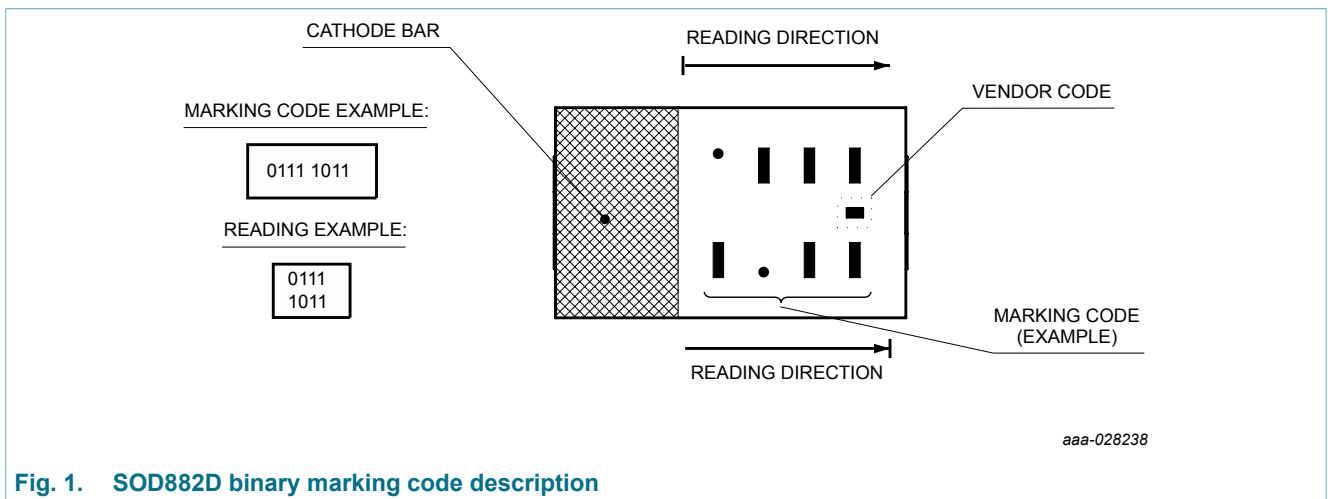 CATHODE BAR
READING DIRECTION
VENDOR CODE
MARKING CODE EXAMPLE:
0111 1011
READING EXAMPLE:
0111
1011
MARKING CODE
(EXAMPLE)
READING DIRECTION
aaa-028238
Fig. 1. SOD882D binary marking code description